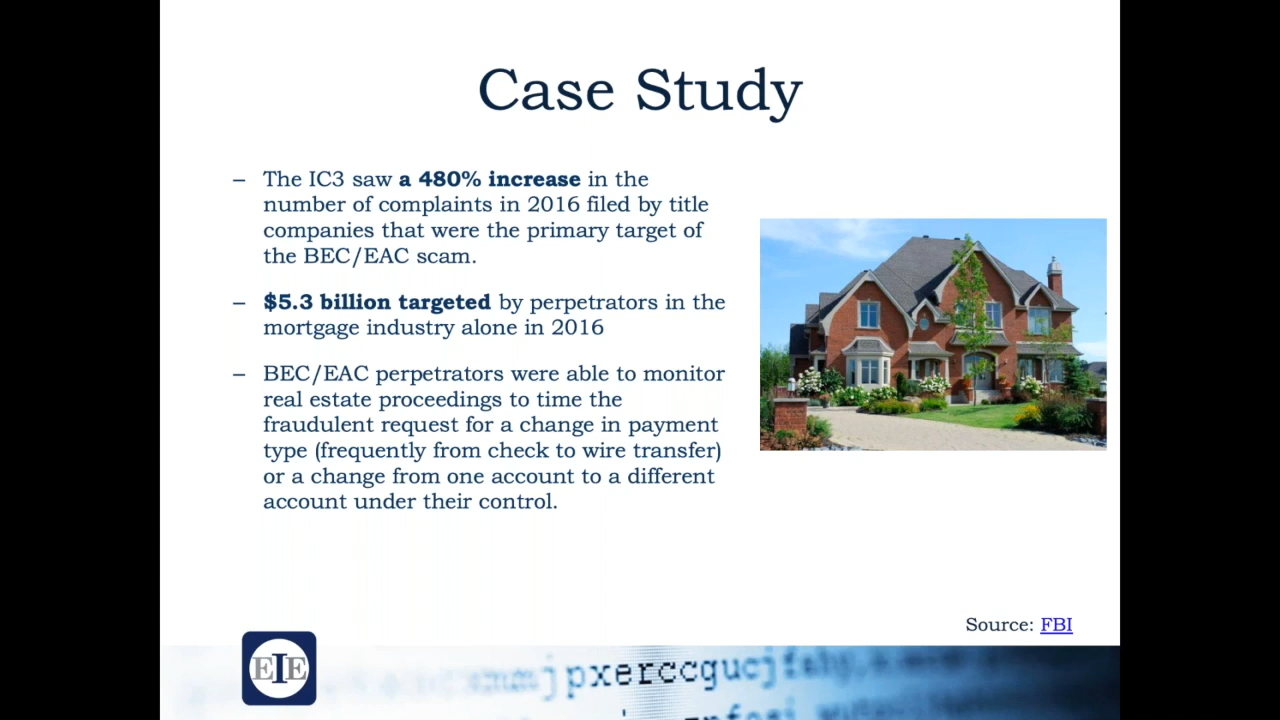 Case Study
– The IC3 saw a 480% increase in the
number of complaints in 2016 filed by title
companies that were the primary target of
the BEC/EAC scam.
– $5.3 billion targeted by perpetrators in the
mortgage industry alone in 2016
– BEC/EAC perpetrators were able to monitor
real estate proceedings to time the
fraudulent request for a change in payment
type (frequently from check to wire transfer)
or a change from one account to a different
account under their control.
Source: FBI
EIE
jpxerccgucj